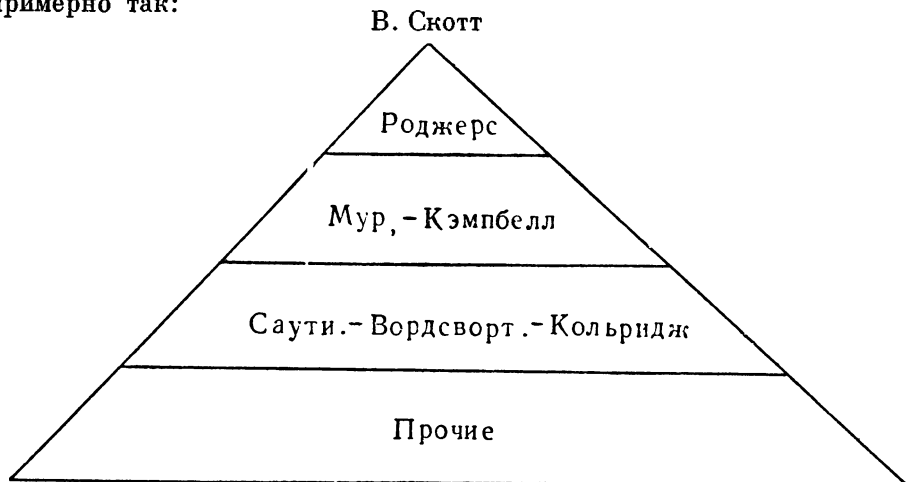 примерно так:
В. Скотт
Роджерс
Мур,-Кэмпбелл
Саути.-Вордсворт.-Кольридж
Прочие